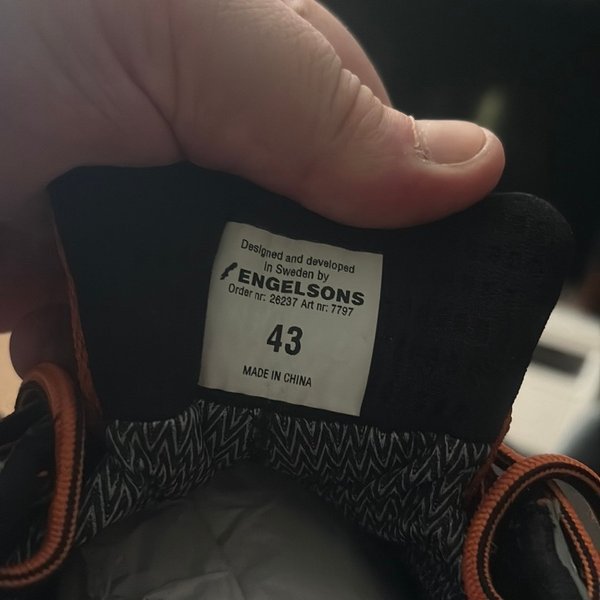 Designed and developed
in Sweden by
ENGELSONS
Order nr: 26237 Art nr: 7797
43
MADE IN CHINA